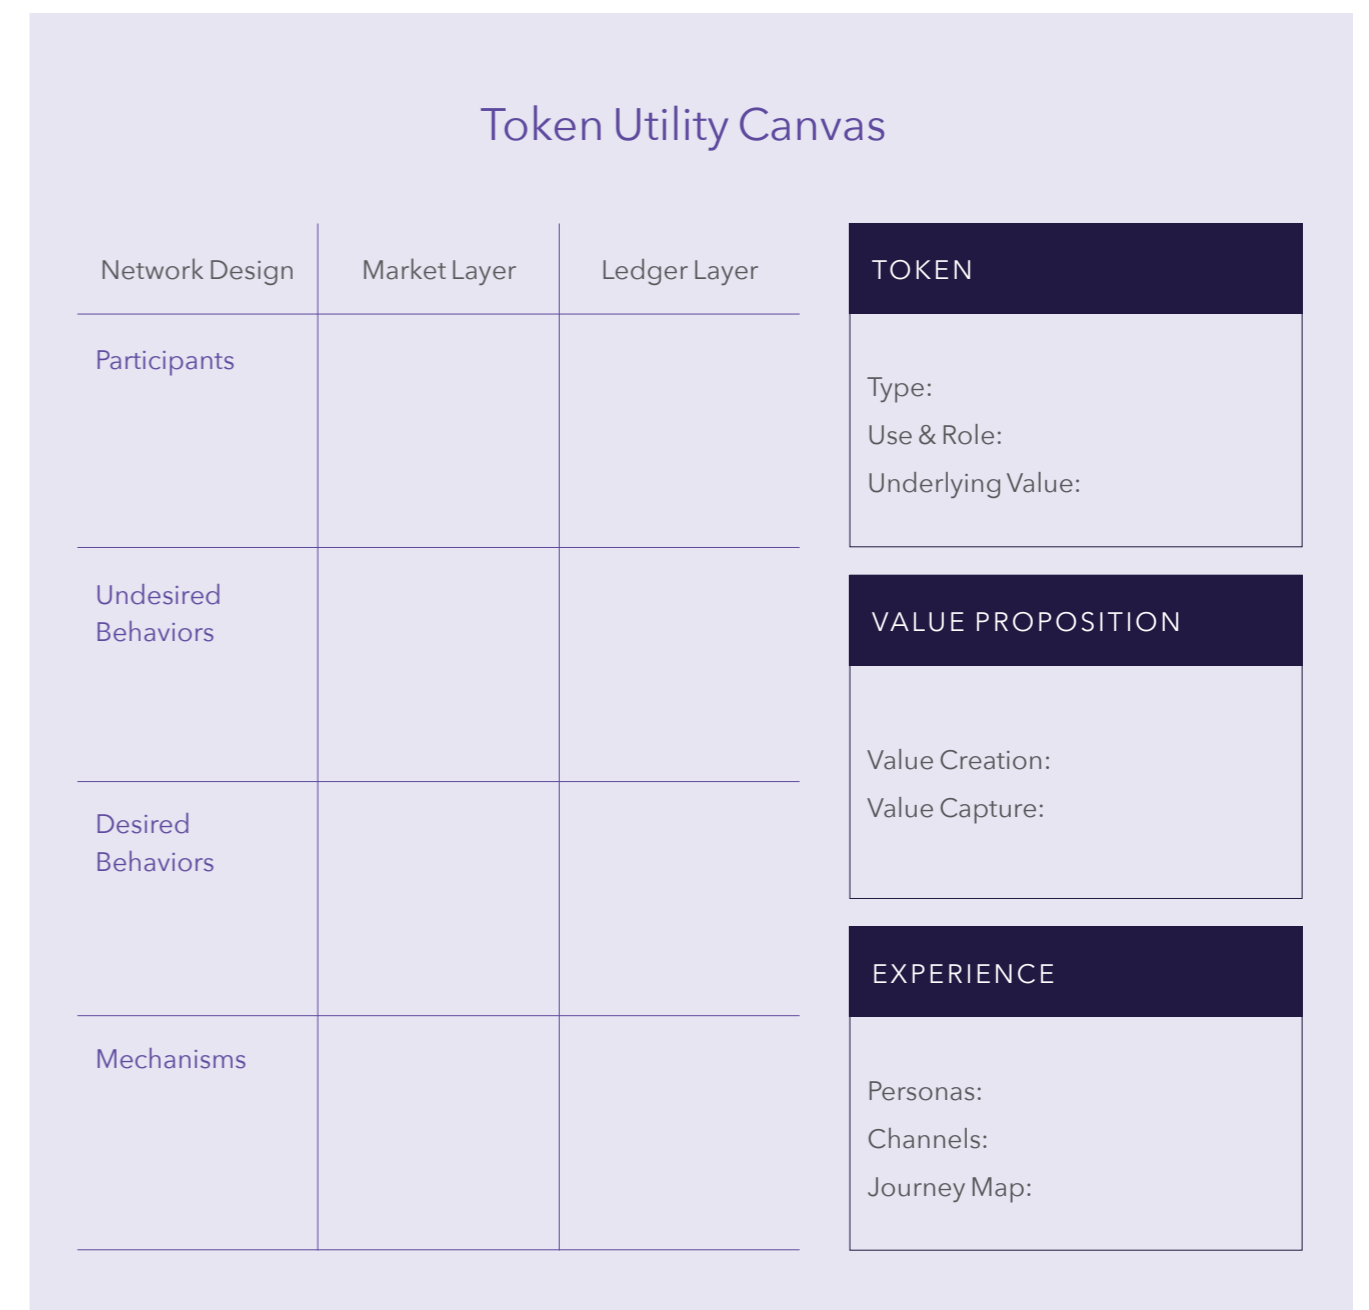 Token Utility Canvas
Network Design
Market Layer
Ledger Layer
Participants
Undesired
Behaviors
Desired
Behaviors
Mechanisms
TOKEN
Type:
Use & Role:
Underlying Value:
VALUE PROPOSITION
Value Creation:
Value Capture:
EXPERIENCE
Personas:
Channels:
Journey Map: